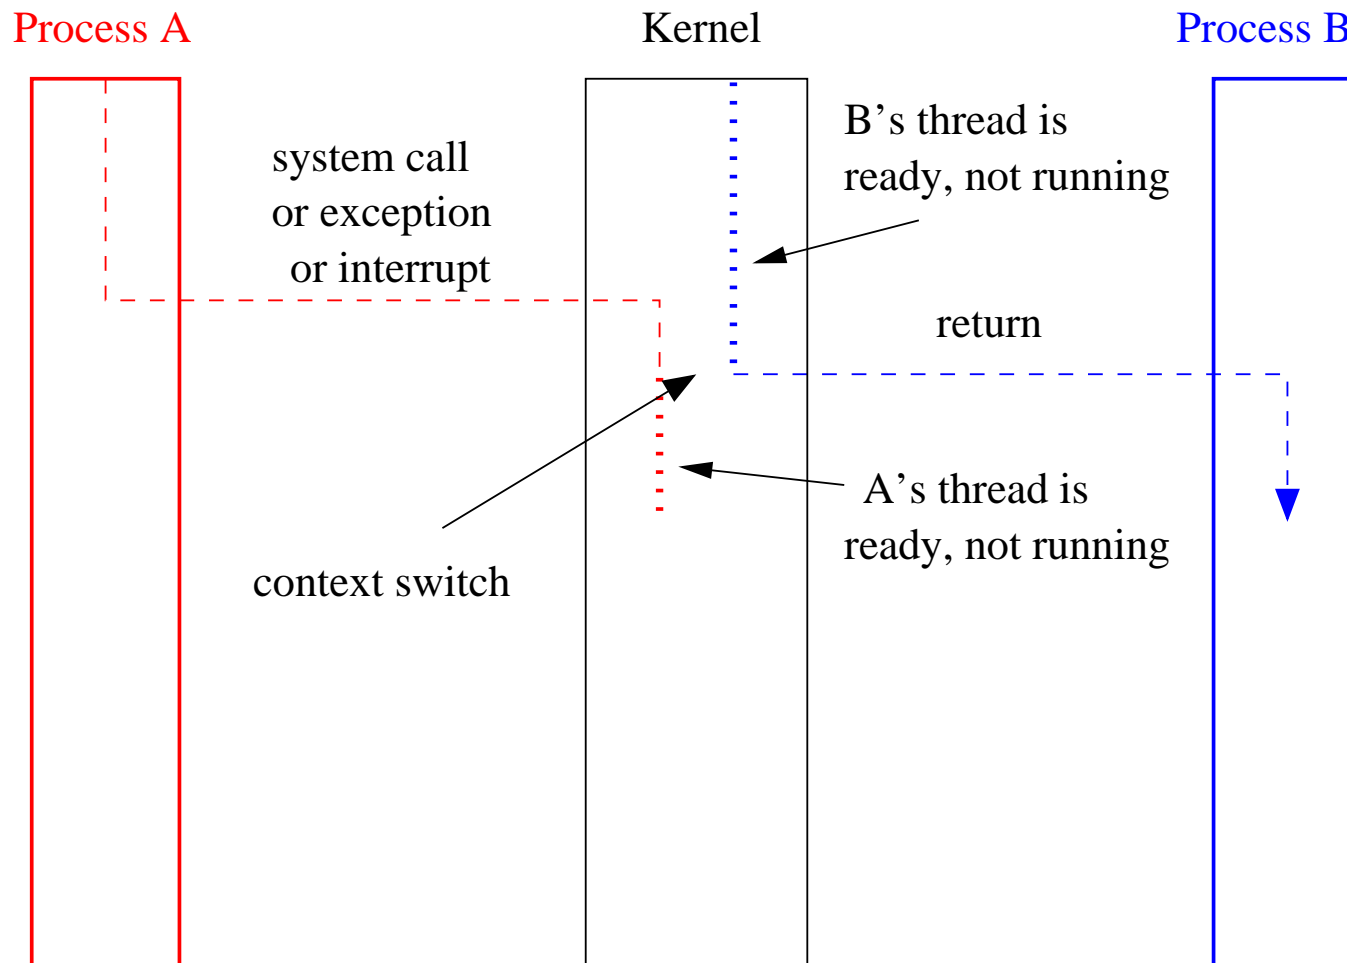 Process A
Kernel
Process B
B’s thread is
ready, not running
system call
or exception
or interrupt
return
A’s thread is
ready, not running
context switch